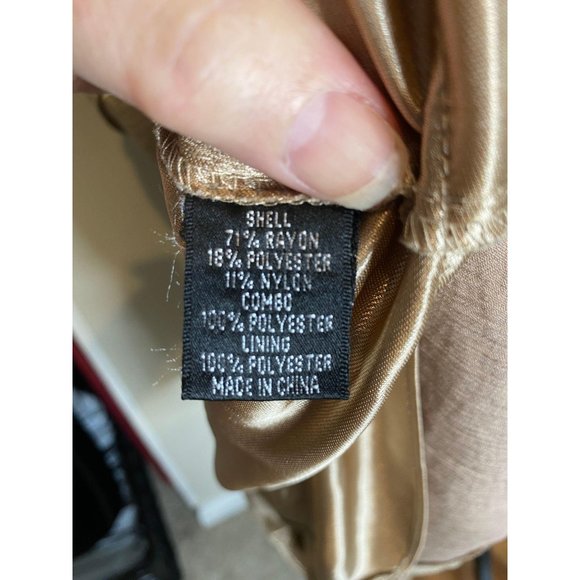 SHELL
71% RAYON
18% POLYESTER
11% NYLON
COMBO
100% POLYESTER
LINING
100% POLYESTER
MADE IN CHINA